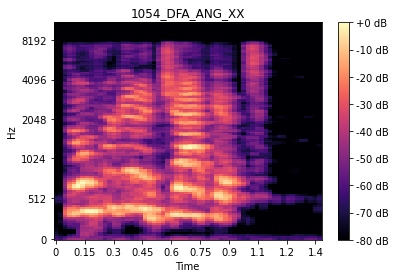 1054_DFA_ANG_XX
8192
4096
2048
1024
512
0
Hz
0 0.15 0.3 0.45 0.6 0.75 0.9 1.1 1.2 1.4
Time
+0 dB
-10 dB
-20 dB
-30 dB
-40 dB
-50 dB
-60 dB
-70 dB
-80 dB